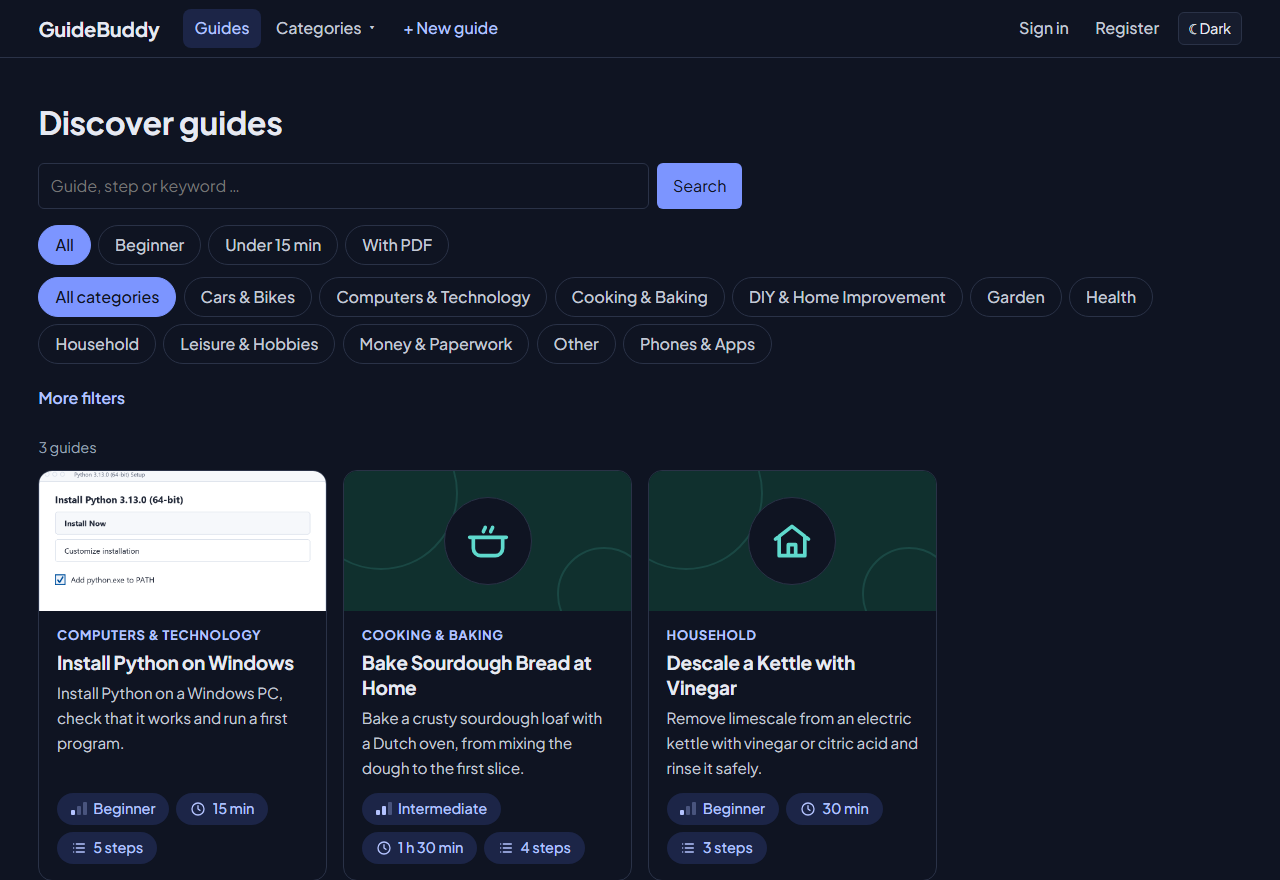 GuideBuddy Guides Categories + New guide Sign in Register Dark
Discover guides
Guide, step or keyword ... Search
All Beginner Under 15 min With PDF
All categories Cars & Bikes Computers & Technology Cooking & Baking DIY & Home Improvement Garden Health
Household Leisure & Hobbies Money & Paperwork Other Phones & Apps
More filters
3 guides
Python 3.13.0 (64-bit) Setup
Install Python 3.13.0 (64-bit)
Install Now
Customize installation
Add python.exe to PATH
COMPUTERS & TECHNOLOGY
Install Python on Windows
Install Python on a Windows PC,
check that it works and run a first
program.
Beginner 15 min
5 steps
COOKING & BAKING
Bake Sourdough Bread at
Home
Bake a crusty sourdough loaf with
a Dutch oven, from mixing the
dough to the first slice.
Intermediate
1 h 30 min 4 steps
HOUSEHOLD
Descale a Kettle with
Vinegar
Remove limescale from an electric
kettle with vinegar or citric acid and
rinse it safely.
Beginner 30 min
3 steps